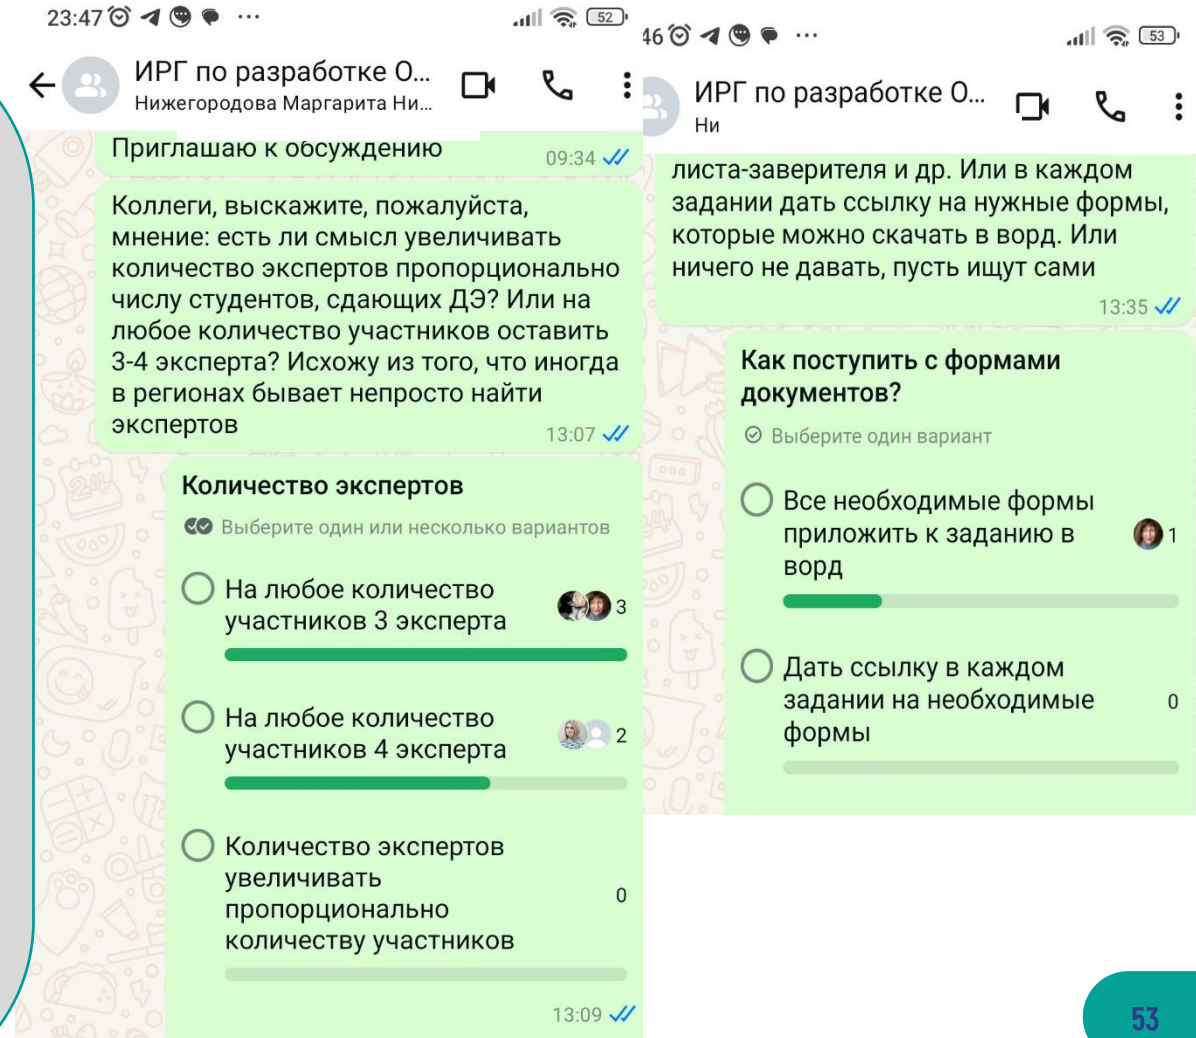 23:47
52
ИРГ по разработке О...
Нижегородова Маргарита Ни...
Приглашаю к обсуждению
09:34
Коллеги, выскажите, пожалуйста,
мнение: есть ли смысл увеличивать
количество экспертов пропорционально
числу студентов, сдающих ДЭ? Или на
любое количество участников оставить
3-4 эксперта? Исхожу из того, что иногда
в регионах бывает непросто найти
экспертов
13:07
Количество экспертов
Выберите один или несколько вариантов
На любое количество
участников 3 эксперта
3
На любое количество
участников 4 эксперта
2
Количество экспертов
увеличивать
пропорционально
количеству участников
0
13:09
46
53
ИРГ по разработке О...
Ни
листа-заверителя и др. Или в каждом
задании дать ссылку на нужные формы,
которые можно скачать в ворд. Или
ничего не давать, пусть ищут сами
13:35
Как поступить с формами
документов?
Выберите один вариант
Все необходимые формы
приложить к заданию в
ворд
1
Дать ссылку в каждом
задании на необходимые
формы
0
53